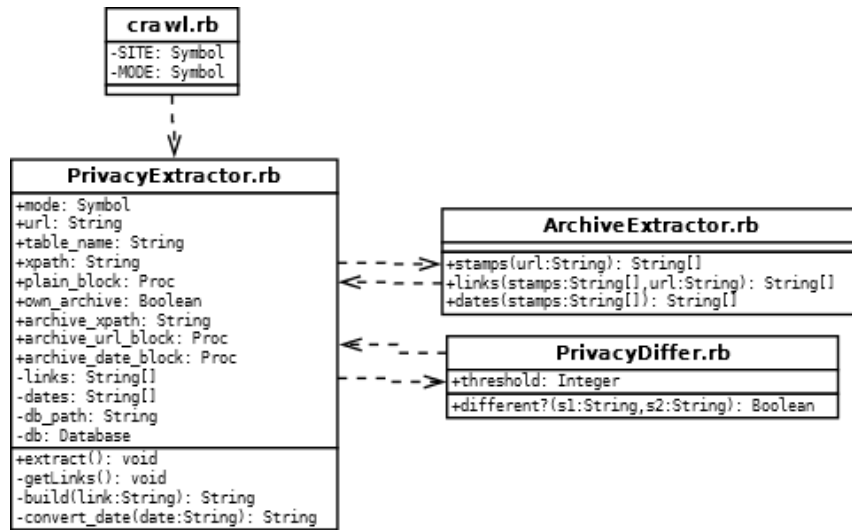 crawl.rb
-SITE: Symbol
-MODE: Symbol
PrivacyExtractor.rb
+mode: Symbol
+url: String
+table_name: String
+xpath: String
+plain_block: Proc
+own_archive: Boolean
+archive_xpath: String
+archive_url_block: Proc
+archive_date_block: Proc
-links: String[]
-dates: String[]
-db_path: String
-db: Database
+extract(): void
-getLinks(): void
-build(link:String): String
-convert_date(date:String): String
ArchiveExtractor.rb
+stamps(url:String): String[]
+links(stamps:String[],url:String): String[]
+dates(stamps:String[]): String[]
PrivacyDiffer.rb
+threshold: Integer
+different?(s1:String,s2:String): Boolean